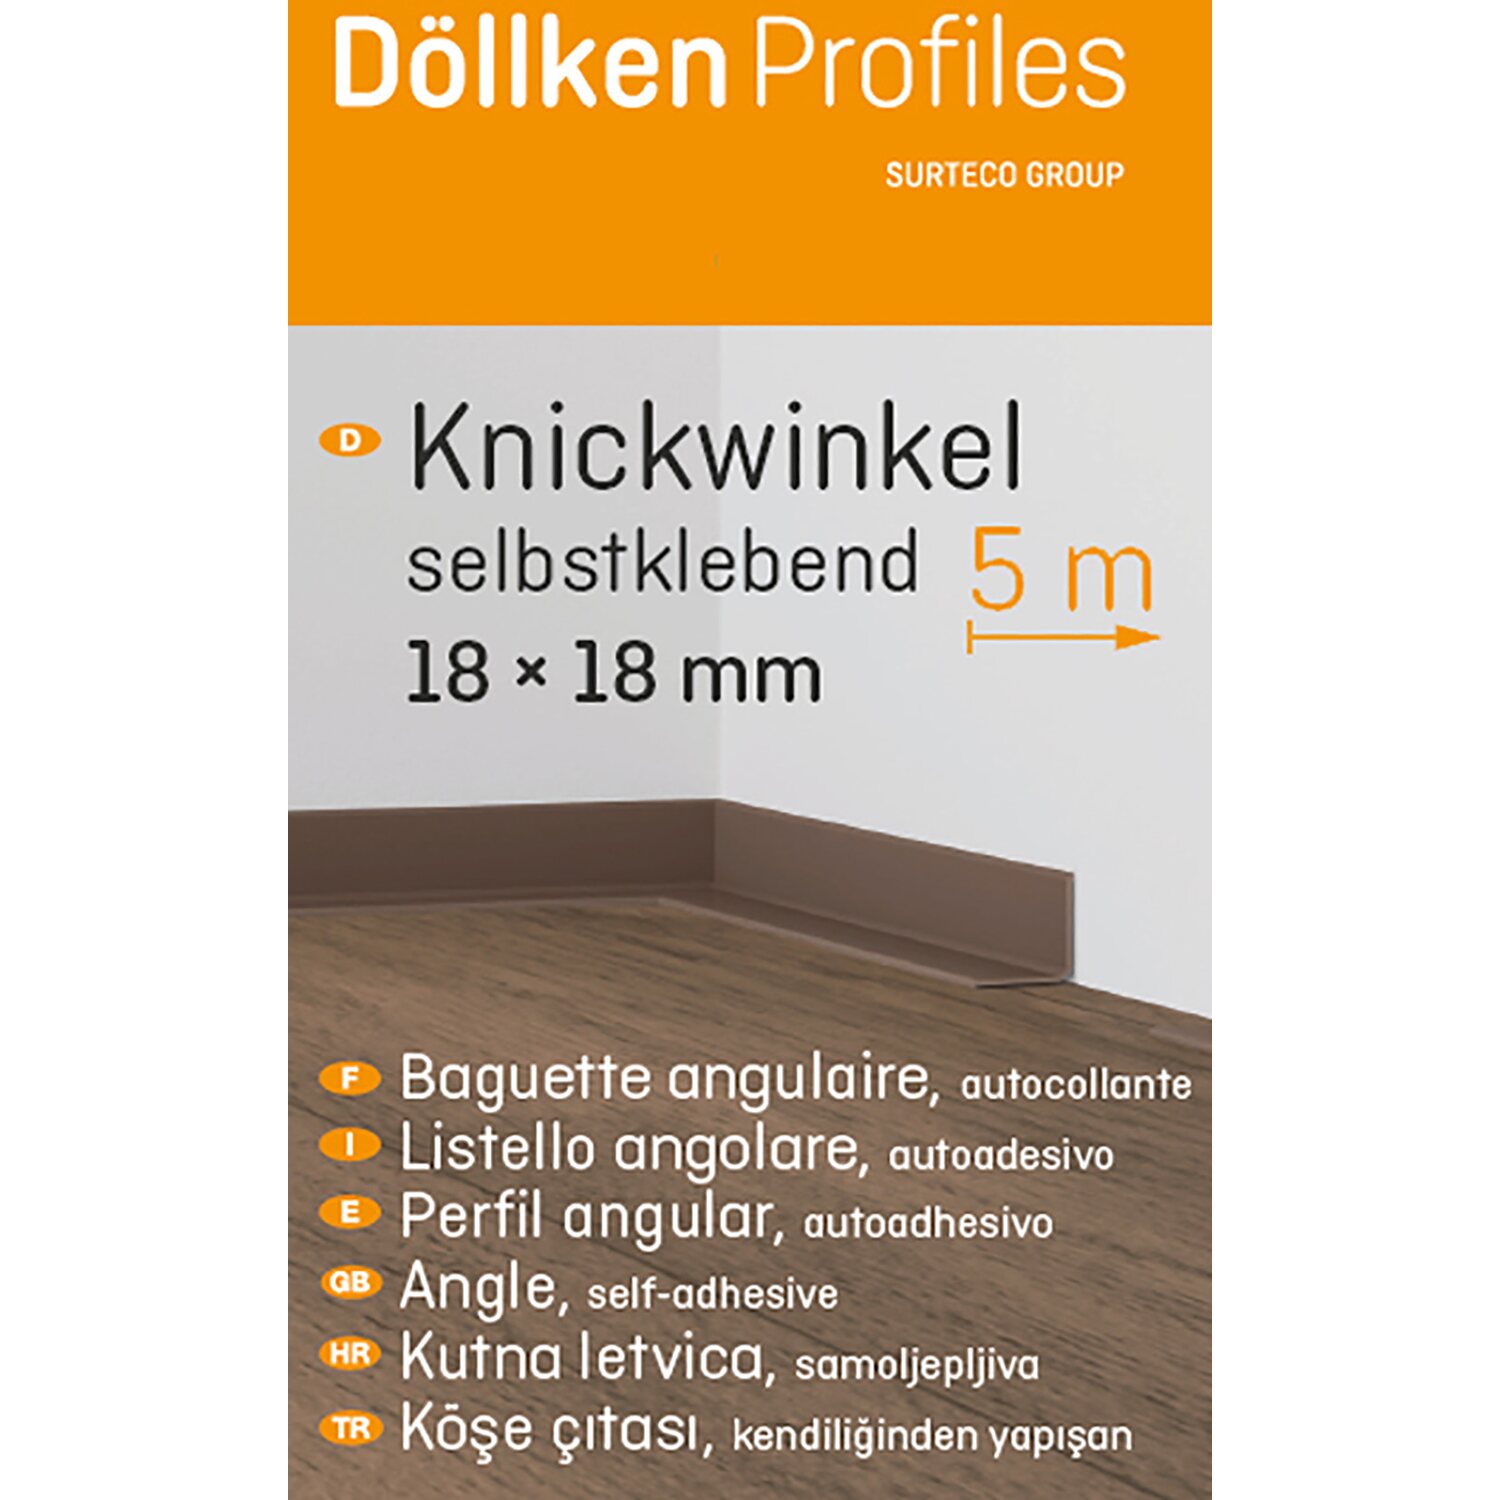 Döllken Profiles
SURTECO GROUP
D Knickwinkel
selbstklebend 5 m
18 × 18 mm
F Baguette angulaire, autocollante
I Listello angolare, autoadesivo
E Perfil angular, autoadhesivo
GB Angle, self-adhesive
HR Kutna letvica, samoljepljiva
TR Köşe çıtası, kendiliğinden yapışan